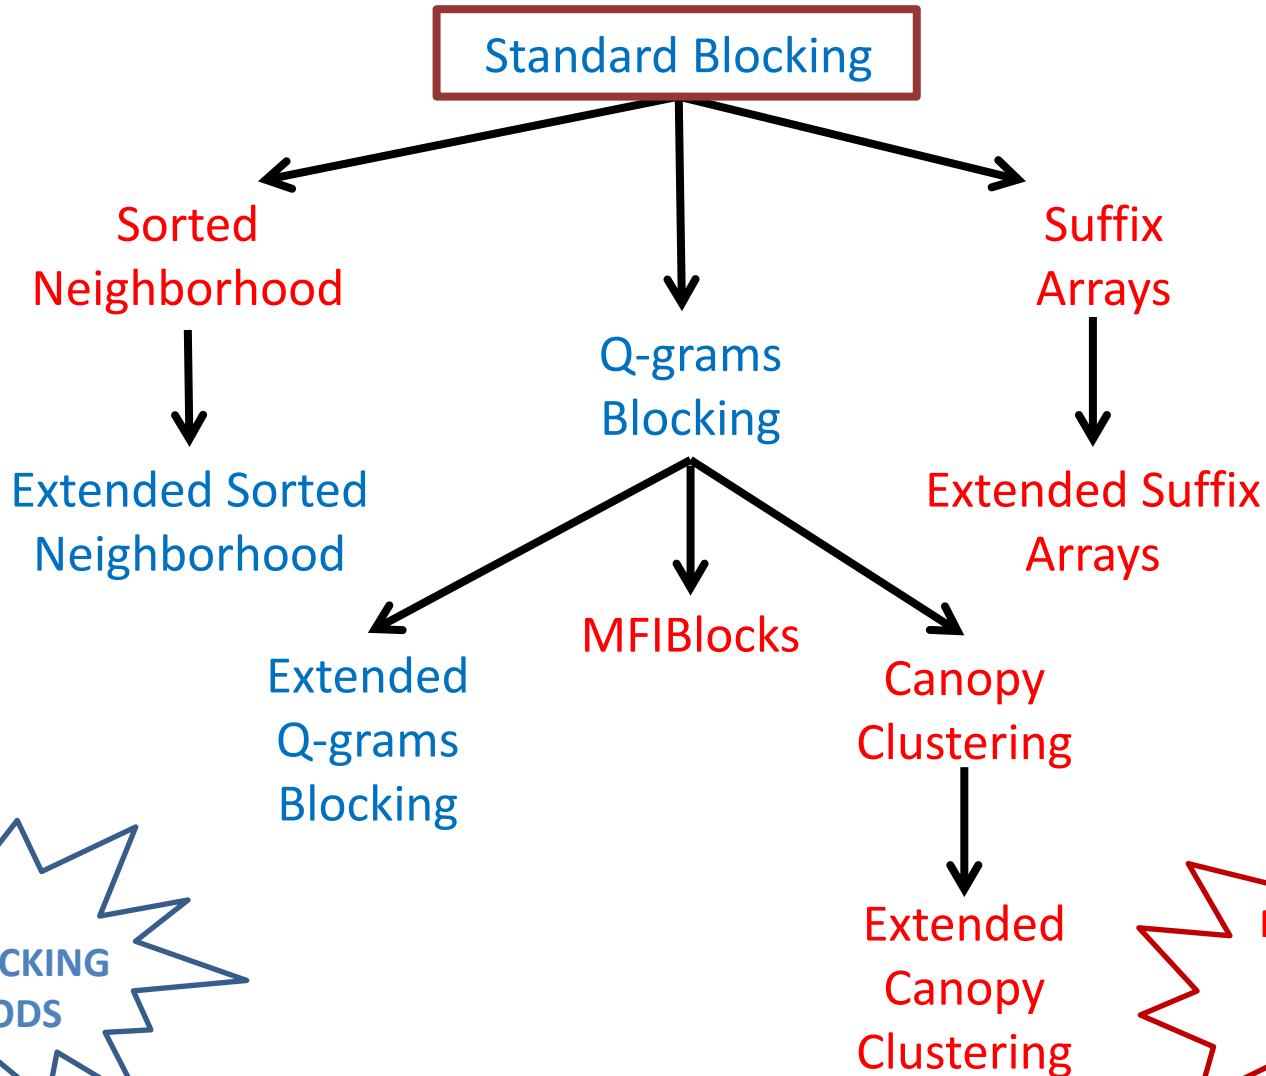 Standard Blocking
Sorted
Neighborhood
Suffix
Arrays
Q-grams
Blocking
Extended Sorted
Neighborhood
Extended Suffix
Arrays
MFIBlocks
Extended
Q-grams
Blocking
Canopy
Clustering
Extended
Canopy
Clustering
CKING
ODS